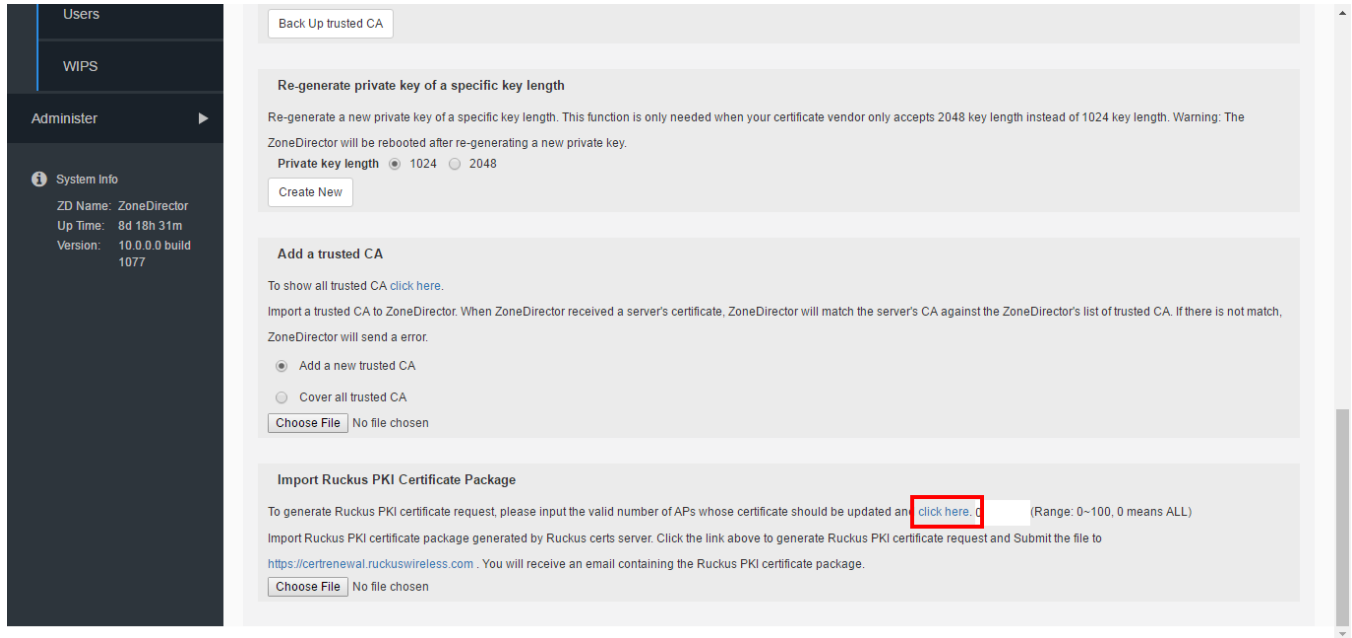 Users
WIPS
Administer
System Info
ZD Name: ZoneDirector
Up Time: 8d 18h 31m
Version: 10.0.0.0 build
1077
Back Up trusted CA
Re-generate private key of a specific key length
Re-generate a new private key of a specific key length. This function is only needed when your certificate vendor only accepts 2048 key length instead of 1024 key length. Warning: The
ZoneDirector will be rebooted after re-generating a new private key.
Private key length 1024 2048
Create New
Add a trusted CA
To show all trusted CA click here.
Import a trusted CA to ZoneDirector. When ZoneDirector received a server's certificate, ZoneDirector will match the server's CA against the ZoneDirector's list of trusted CA. If there is not match,
ZoneDirector will send a error.
Add a new trusted CA
Cover all trusted CA
Choose File No file chosen
Import Ruckus PKI Certificate Package
To generate Ruckus PKI certificate request, please input the valid number of APs whose certificate should be updated and click here. 0 (Range: 0~100, 0 means ALL)
Import Ruckus PKI certificate package generated by Ruckus certs server. Click the link above to generate Ruckus PKI certificate request and Submit the file to
https://certrenewal.ruckuswireless.com . You will receive an email containing the Ruckus PKI certificate package.
Choose File No file chosen